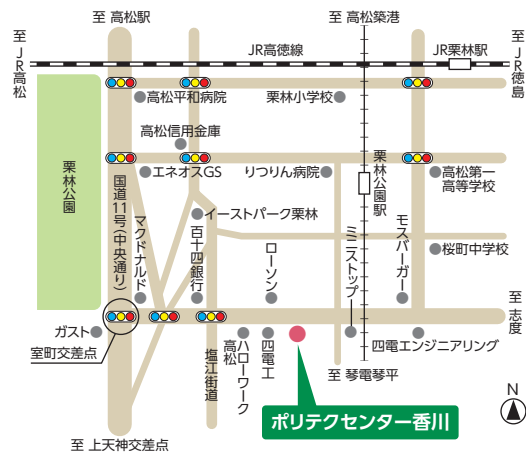 至 高松駅
至 高松築港
至JR高松
JR高徳線
JR栗林駅
至JR徳島
高松平和病院
栗林小学校
高松信用金庫
エネオスGS
りつりん病院
栗林公園駅
高松第一
高等学校
栗林公園
国道11号(中央通り)
マクドナルド
イーストパーク栗林
百十四銀行
ローソン
ミニストップ
モスバーガー
桜町中学校
至志度
ガスト
室町交差点
塩江街道
ハローワーク
高松
四電工
四電エンジニアリング
至 琴電琴平
ポリテクセンター香川
N
至 上天神交差点